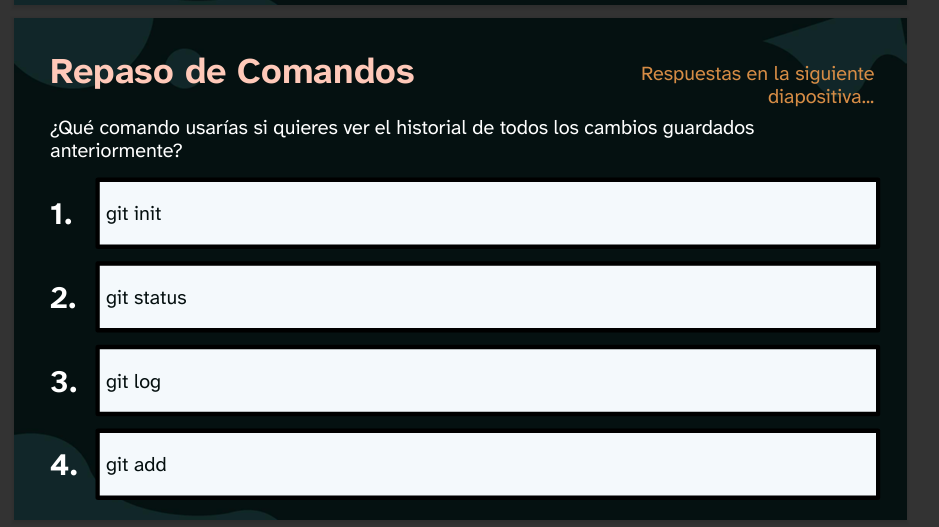 Repaso de Comandos
Respuestas en la siguiente
diapositiva...
¿Qué comando usarías si quieres ver el historial de todos los cambios guardados
anteriormente?
1. git init
2. git status
3. git log
4. git add